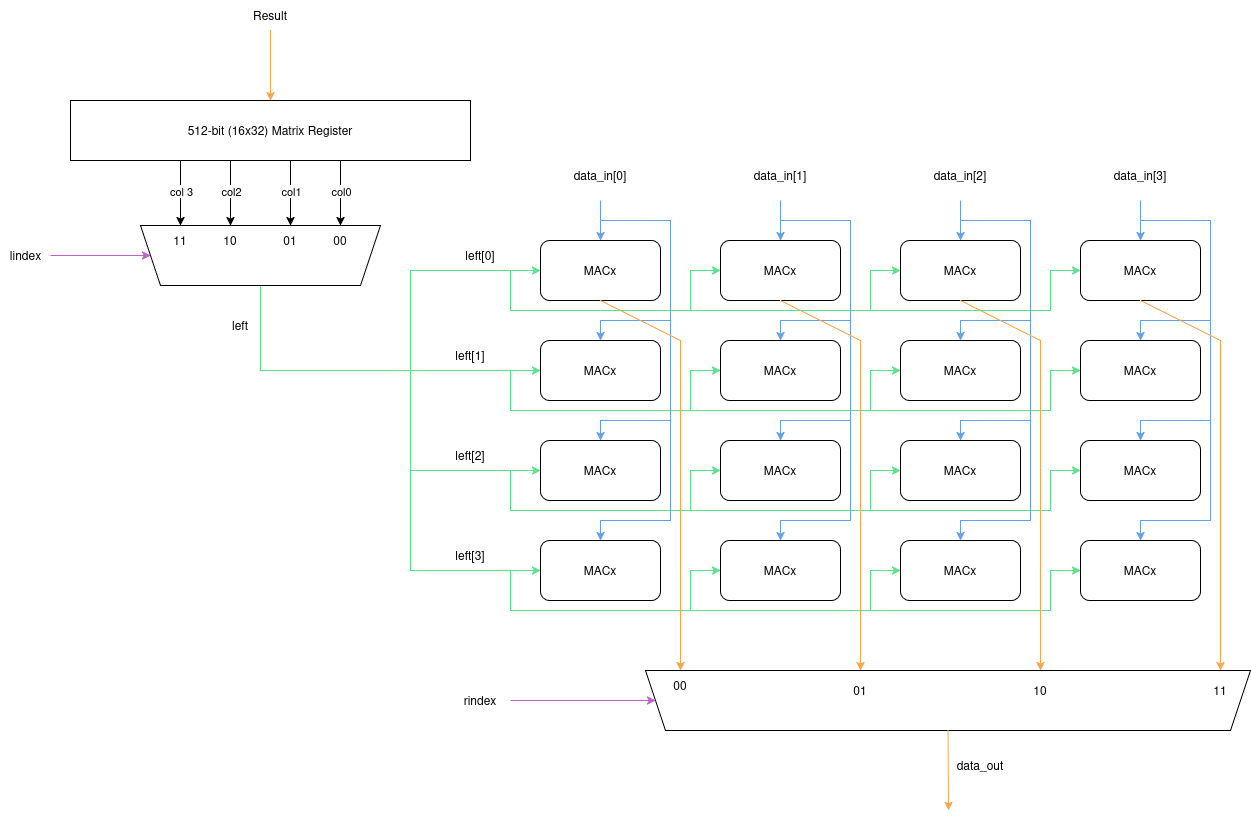 Result
512-bit (16x32) Matrix Register
col 3
col2
col1
col0
11
10
01
00
lindex
left
data_in[0]
data_in[1]
data_in[2]
data_in[3]
left[0]
MACx
MACx
MACx
MACx
left[1]
MACx
MACx
MACx
MACx
left[2]
MACx
MACx
MACx
MACx
left[3]
MACx
MACx
MACx
MACx
00
01
10
11
rindex
data_out